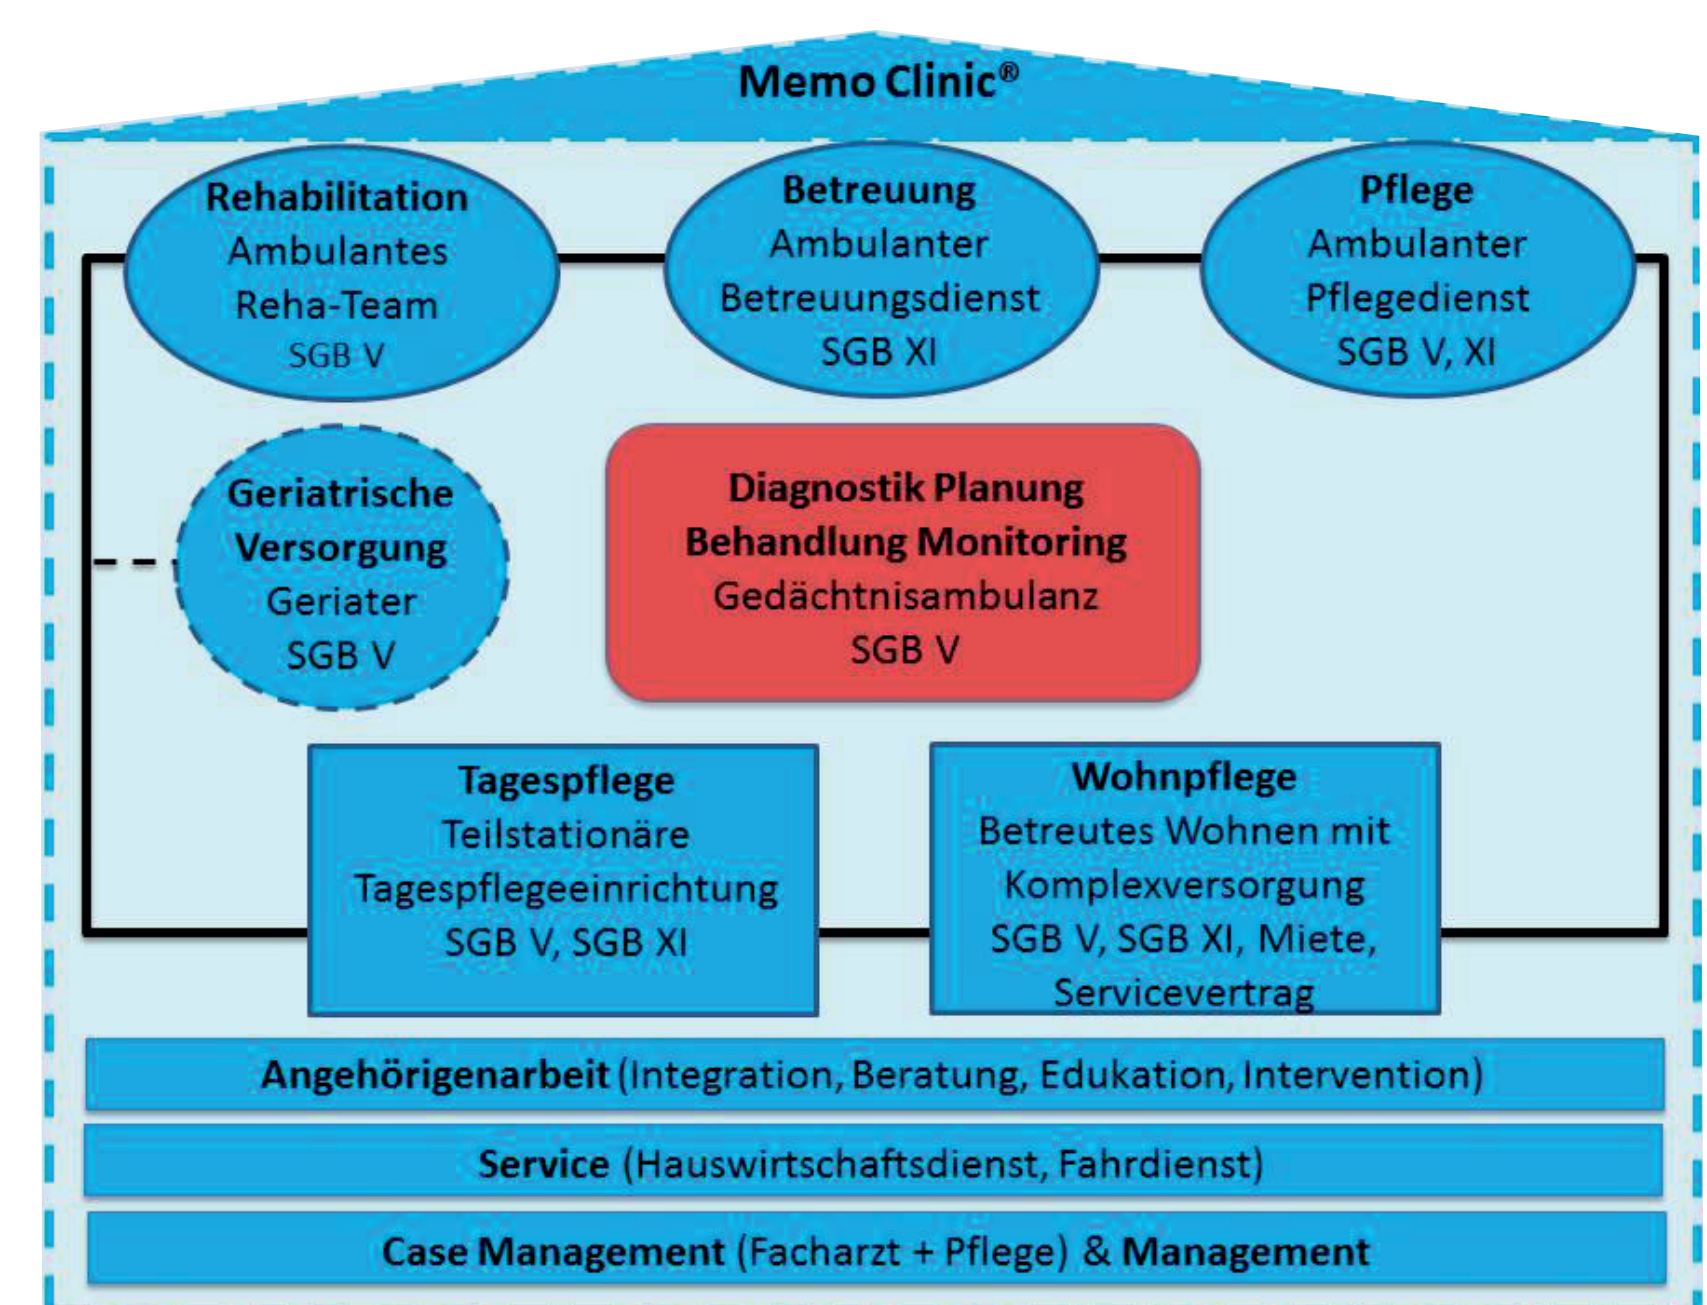 Memo Clinic®
Rehabilitation
Ambulantes
Reha-Team
SGB V
Betreuung
Ambulanter
Betreuungsdienst
SGB XI
Pflege
Ambulanter
Pflegedienst
SGB V, XI
Geriatrische
Versorgung
Geriater
SGB V
Diagnostik Planung
Behandlung Monitoring
Gedächtnisambulanz
SGB V
Tagespflege
Teilstationäre
Tagespflegeeinrichtung
SGB V, SGB XI
Wohnpflege
Betreutes Wohnen mit
Komplexversorgung
SGB V, SGB XI, Miete,
Servicevertrag
Angehörigenarbeit (Integration, Beratung, Edukation, Intervention)
Service (Hauswirtschaftsdienst, Fahrdienst)
Case Management (Facharzt + Pflege) & Management